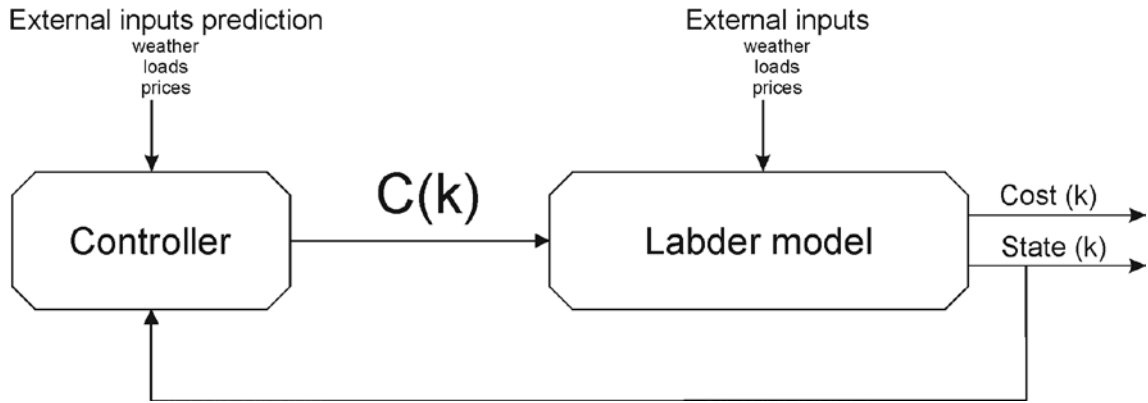 External inputs prediction
weather
loads
prices
External inputs
weather
loads
prices
Controller
C(k)
Labder model
Cost (k)
State (k)